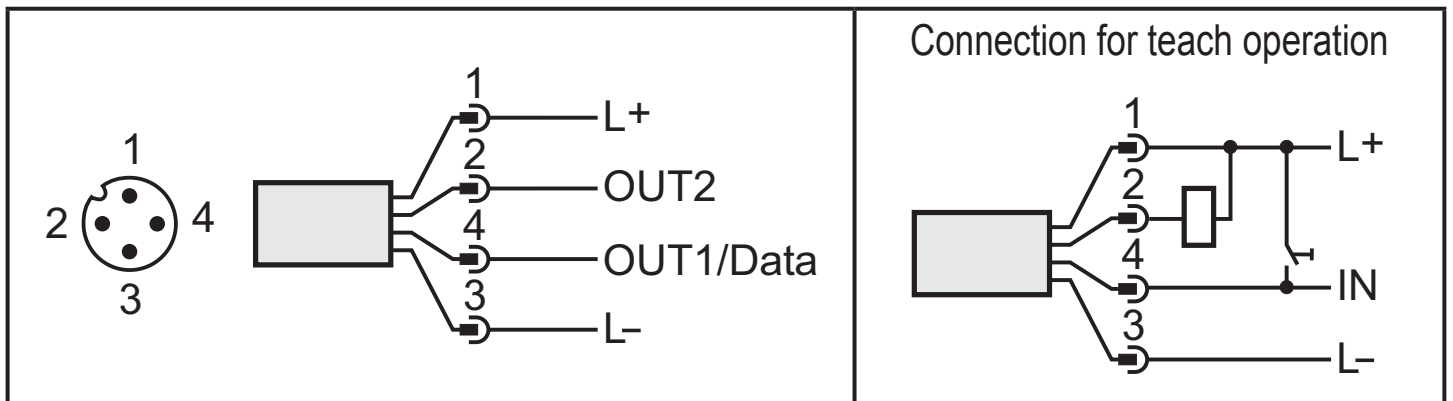 1
2 4
3
1 L+
2 OUT2
4 OUT1/Data
3 L–
Connection for teach operation
1 L+
2
4 IN
3 L–